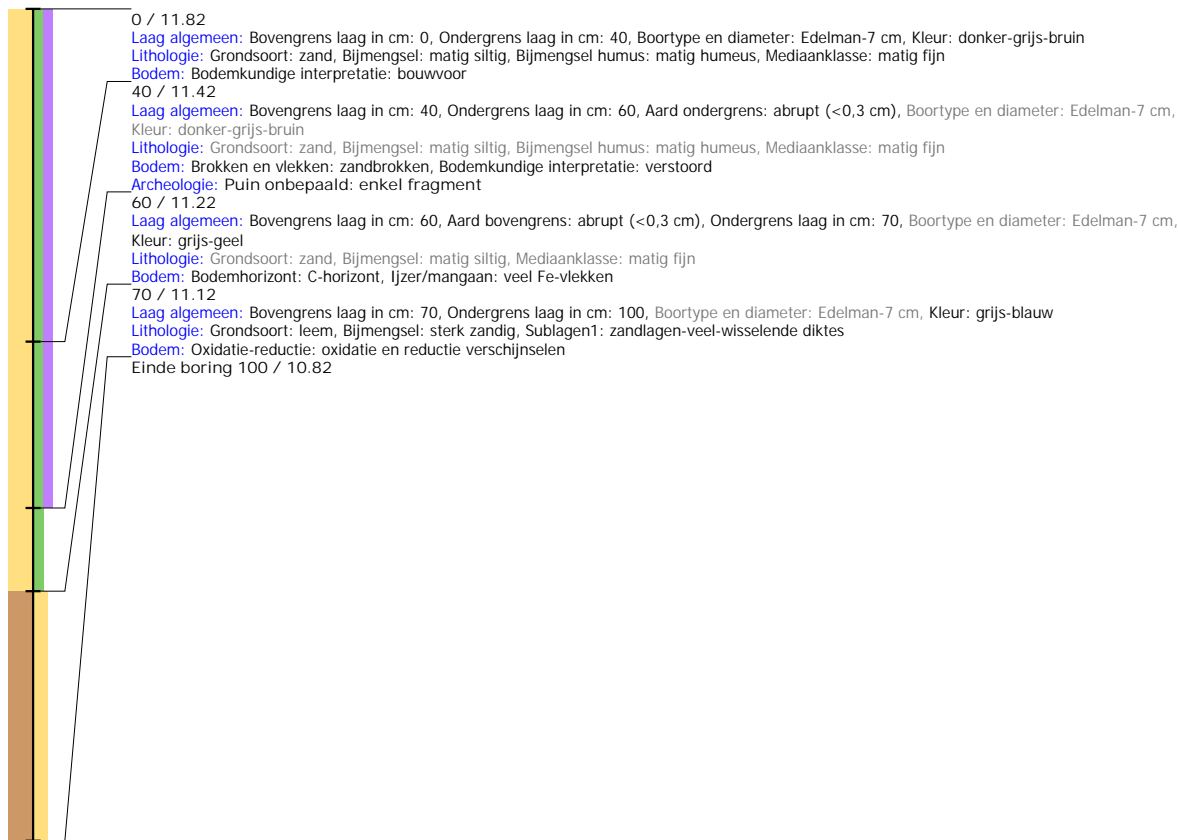 0 / 11.82
Laag algemeen: Bovengrens laag in cm: 0, Ondergrens laag in cm: 40, Boortype en diameter: Edelman-7 cm, Kleur: donker-grijs-bruin
Lithologie: Grondsoort: zand, Bijmengsel: matig siltig, Bijmengsel humus: matig humeus, Mediaanklasse: matig fijn
Bodem: Bodemkundige interpretatie: bouwvoor
40 / 11.42
Laag algemeen: Bovengrens laag in cm: 40, Ondergrens laag in cm: 60, Aard ondergrens: abrupt (<0,3 cm), Boortype en diameter: Edelman-7 cm,
Kleur: donker-grijs-bruin
Lithologie: Grondsoort: zand, Bijmengsel: matig siltig, Bijmengsel humus: matig humeus, Mediaanklasse: matig fijn
Bodem: Brokken en vlekken: zandbrokken, Bodemkundige interpretatie: verstoord
Archeologie: Puin onbepaald: enkel fragment
60 / 11.22
Laag algemeen: Bovengrens laag in cm: 60, Aard bovengrens: abrupt (<0,3 cm), Ondergrens laag in cm: 70, Boortype en diameter: Edelman-7 cm,
Kleur: grijs-geel
Lithologie: Grondsoort: zand, Bijmengsel: matig siltig, Mediaanklasse: matig fijn
Bodem: Bodemhorizont: C-horizont, Ijzer/mangaan: veel Fe-vlekken
70 / 11.12
Laag algemeen: Bovengrens laag in cm: 70, Ondergrens laag in cm: 100, Boortype en diameter: Edelman-7 cm, Kleur: grijs-blauw
Lithologie: Grondsoort: leem, Bijmengsel: sterk zandig, Sublagen1: zandlagen-veel-wisselende diktes
Bodem: Oxidatie-reductie: oxidatie en reductie verschijnselen
Einde boring 100 / 10.82